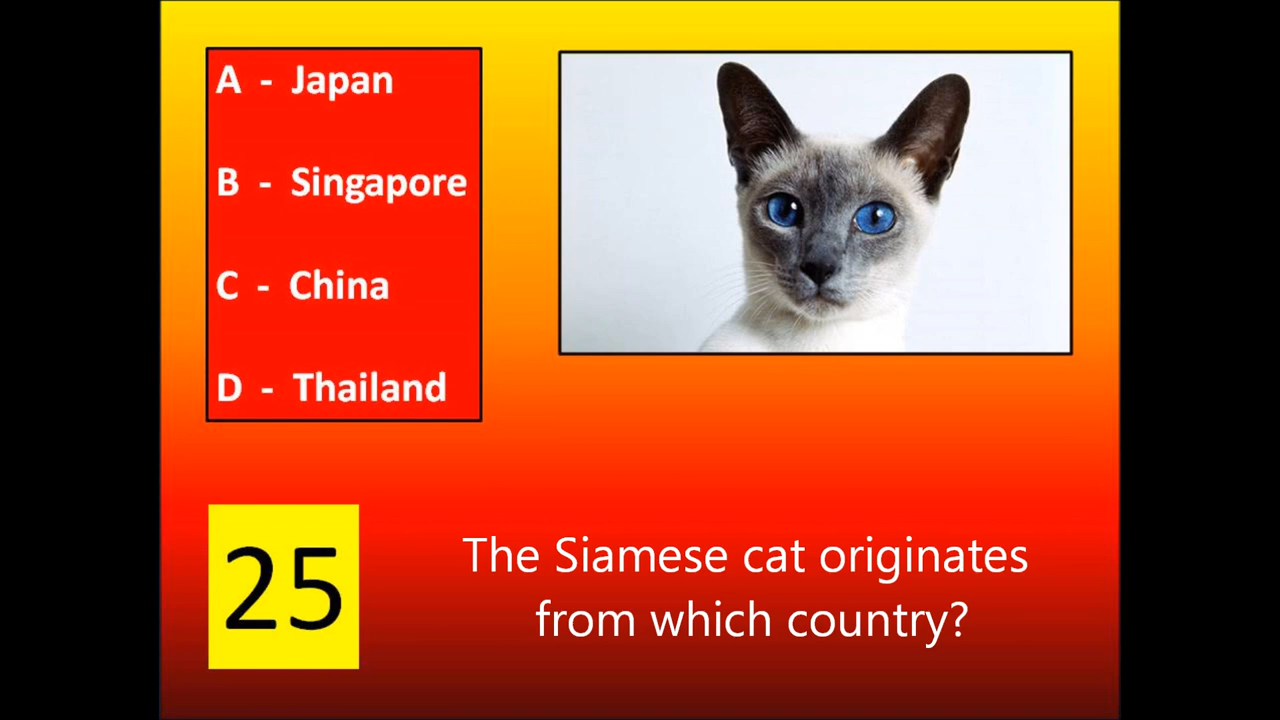 A - Japan
B - Singapore
C - China
D - Thailand
25
The Siamese cat originates
from which country?